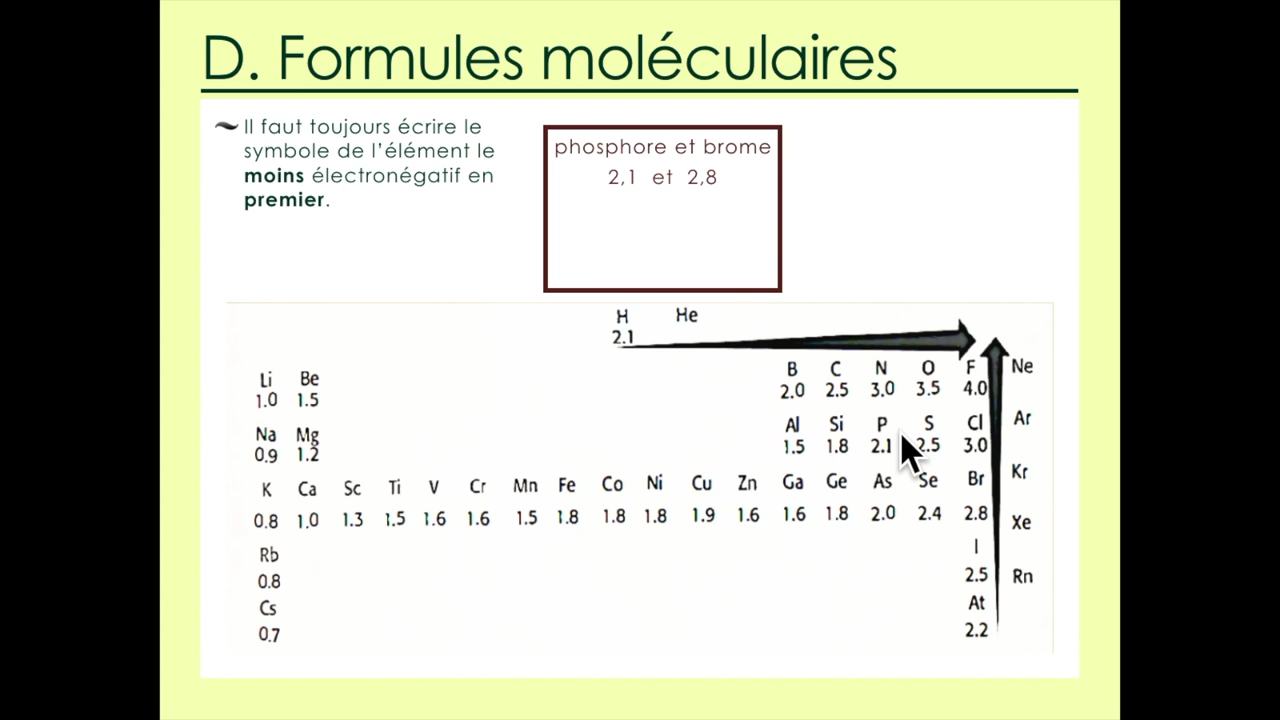 D. Formules moléculaires
Il faut toujours écrire le
symbole de l'élément le
moins électronégatif en
premier.
phosphore et brome
2,1 et 2,8
H He
2.1
Li Be B C N O F Ne
1.0 1.5 2.0 2.5 3.0 3.5 4.0
Na Mg Al Si P S Cl Ar
0.9 1.2 1.5 1.8 2.1 2.5 3.0
K Ca Sc Ti V Cr Mn Fe Co Ni Cu Zn Ga Ge As Se Br Kr
0.8 1.0 1.3 1.5 1.6 1.6 1.5 1.8 1.8 1.8 1.9 1.6 1.6 1.8 2.0 2.4 2.8
Rb I Xe
0.8 2.5
Cs At Rn
0.7 2.2